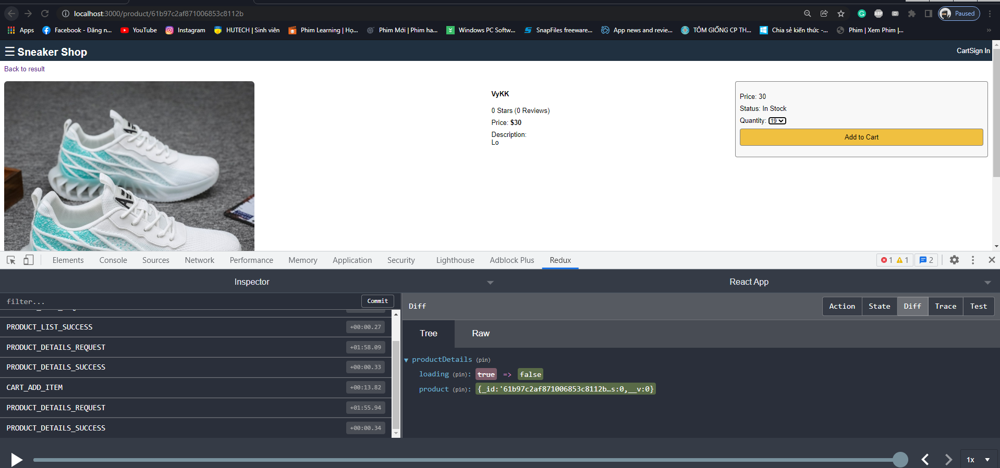 localhost:3000/product/61b97c2af871006853c8112b
ABP
Paused
Apps
Facebook - Đăng n...
YouTube
Instagram
HUTECH | Sinh viên
Phim Learning | Họ...
Phim Mới | Phim ha...
Windows PC Softw...
SnapFiles freeware...
App news and revie...
TÔM GIỐNG CP TH...
Chia sẻ kiến thức -...
Phim | Xem Phim |...
»
☰ Sneaker Shop
CartSign In
Back to result
VyKK
0 Stars (0 Reviews)
Price: $30
Description:
Lo
Price: 30
Status: In Stock
Quantity: 19
Add to Cart
Elements
Console
Sources
Network
Performance
Memory
Application
Security
Lighthouse
Adblock Plus
Redux
1
1
2
Inspector
React App
filter...
Commit
PRODUCT_LIST_SUCCESS +00:00.27
PRODUCT_DETAILS_REQUEST +01:58.09
PRODUCT_DETAILS_SUCCESS +00:00.33
CART_ADD_ITEM +00:13.82
PRODUCT_DETAILS_REQUEST +01:55.94
PRODUCT_DETAILS_SUCCESS +00:00.34
Diff
Action
State
Diff
Trace
Test
Tree
Raw
productDetails (pin)
loading (pin): true => false
product (pin): {_id:'61b97c2af871006853c8112b…s:0,__v:0}
1x